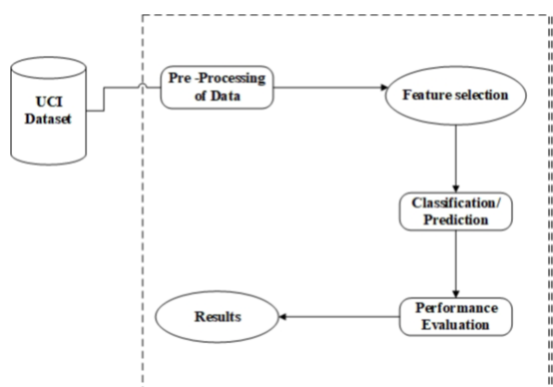 UCI
Dataset
Pre -Processing
of Data
Feature selection
Classification/
Prediction
Performance
Evaluation
Results